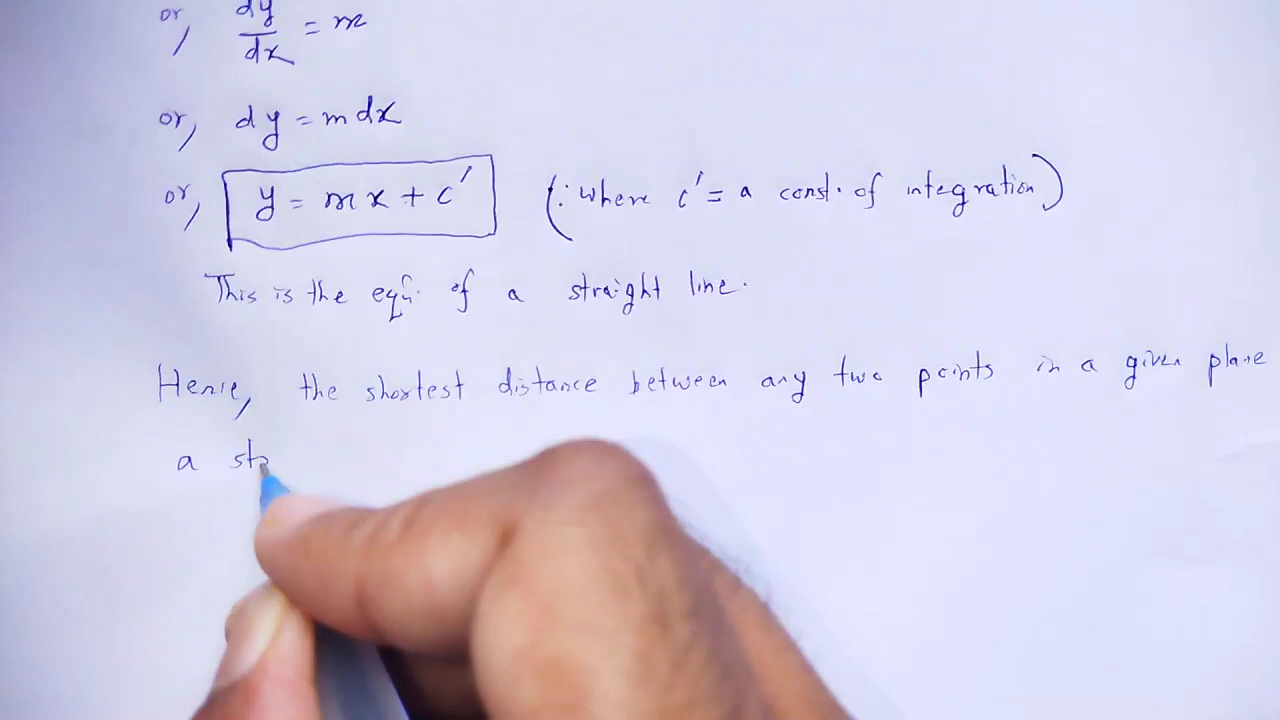 or, dy/dx = m
or, dy = m dx
or, y = mx + c' (∵ where c' = a const. of integration)
This is the eqn. of a straight line.
Hence, the shortest distance between any two points in a given plane
a st